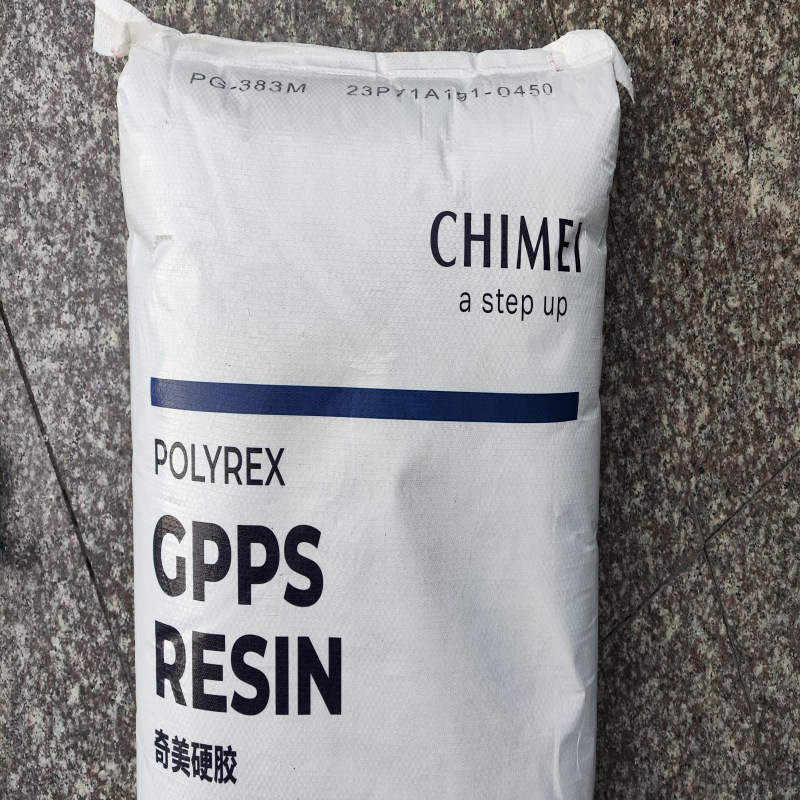 PG-383M
CHIMEI
a step up
POLYREX
GPPS
RESIN
奇美硬胶